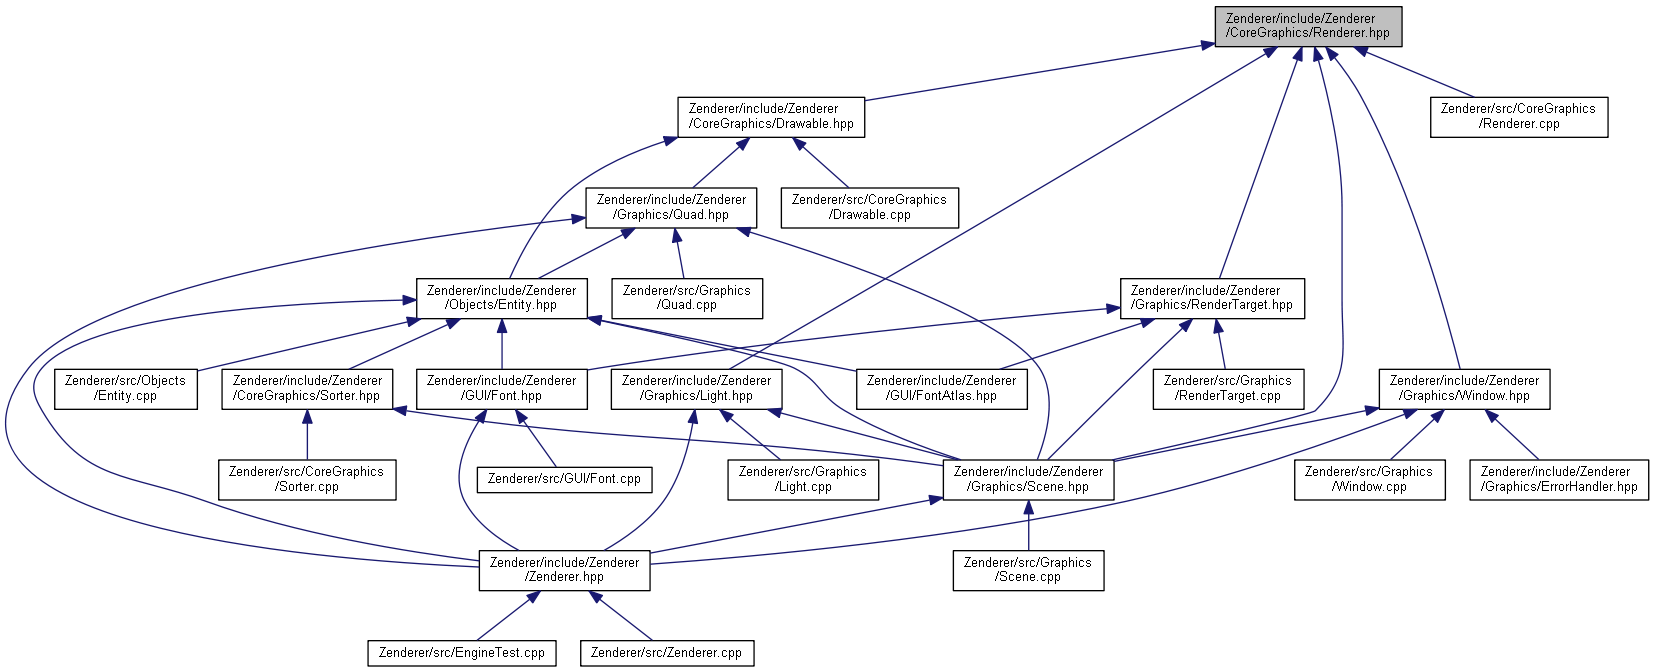 Zenderer/include/Zenderer
/CoreGraphics/Renderer.hpp
Zenderer/include/Zenderer
/CoreGraphics/Drawable.hpp
Zenderer/src/CoreGraphics
/Renderer.cpp
Zenderer/include/Zenderer
/Graphics/Quad.hpp
Zenderer/src/CoreGraphics
/Drawable.cpp
Zenderer/include/Zenderer
/Objects/Entity.hpp
Zenderer/src/Graphics
/Quad.cpp
Zenderer/include/Zenderer
/Graphics/RenderTarget.hpp
Zenderer/src/Objects
/Entity.cpp
Zenderer/include/Zenderer
/CoreGraphics/Sorter.hpp
Zenderer/include/Zenderer
/GUI/Font.hpp
Zenderer/include/Zenderer
/Graphics/Light.hpp
Zenderer/include/Zenderer
/GUI/FontAtlas.hpp
Zenderer/src/Graphics
/RenderTarget.cpp
Zenderer/include/Zenderer
/Graphics/Window.hpp
Zenderer/src/CoreGraphics
/Sorter.cpp
Zenderer/src/GUI/Font.cpp
Zenderer/src/Graphics
/Light.cpp
Zenderer/include/Zenderer
/Graphics/Scene.hpp
Zenderer/src/Graphics
/Window.cpp
Zenderer/include/Zenderer
/Graphics/ErrorHandler.hpp
Zenderer/include/Zenderer
/Zenderer.hpp
Zenderer/src/Graphics
/Scene.cpp
Zenderer/src/EngineTest.cpp
Zenderer/src/Zenderer.cpp